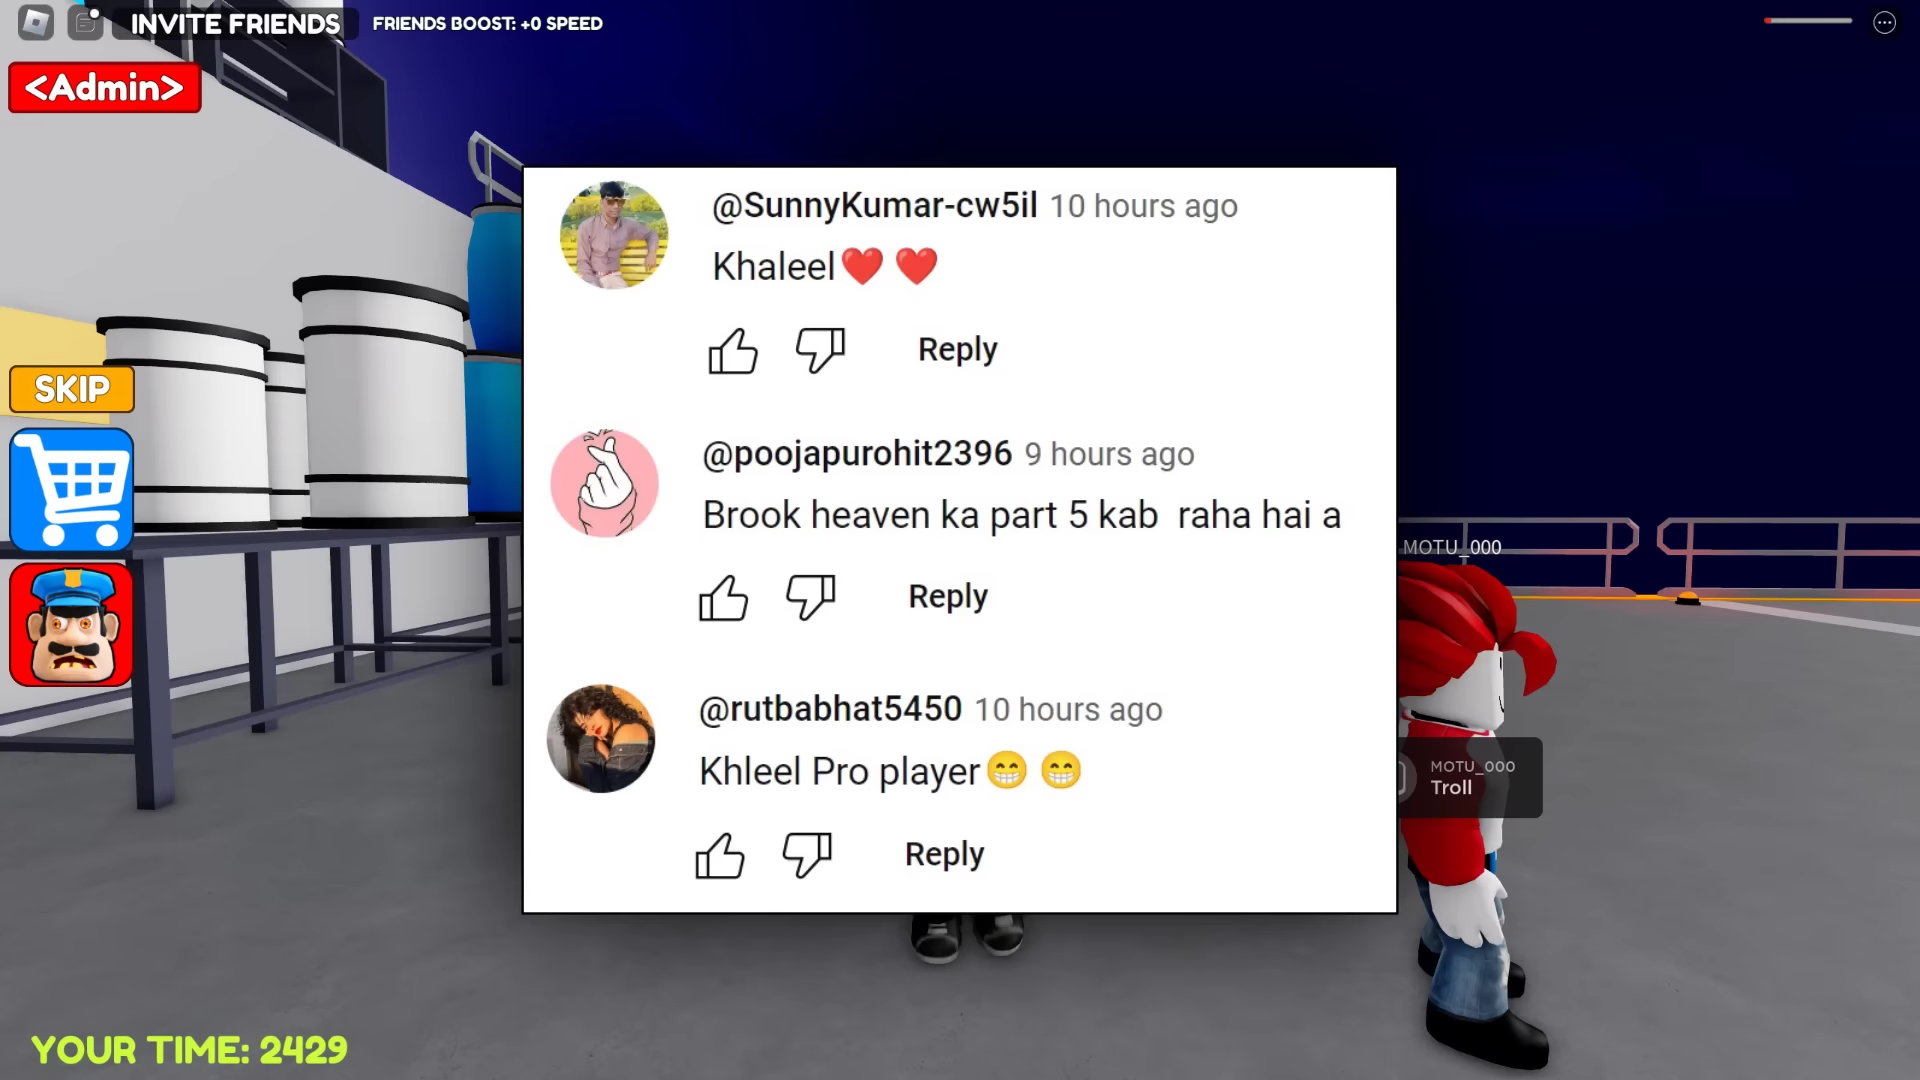 INVITE FRIENDS
FRIENDS BOOST: +0 SPEED
<Admin>
@SunnyKumar-cw5il 10 hours ago
Khaleel❤️ ❤️
Reply
SKIP
@poojapurohit2396 9 hours ago
Brook heaven ka part 5 kab  raha hai a
Reply
MOTU_000
@rutbabhat5450 10 hours ago
Khleel Pro player😁 😁
Reply
MOTU_000
Troll
YOUR TIME: 2429